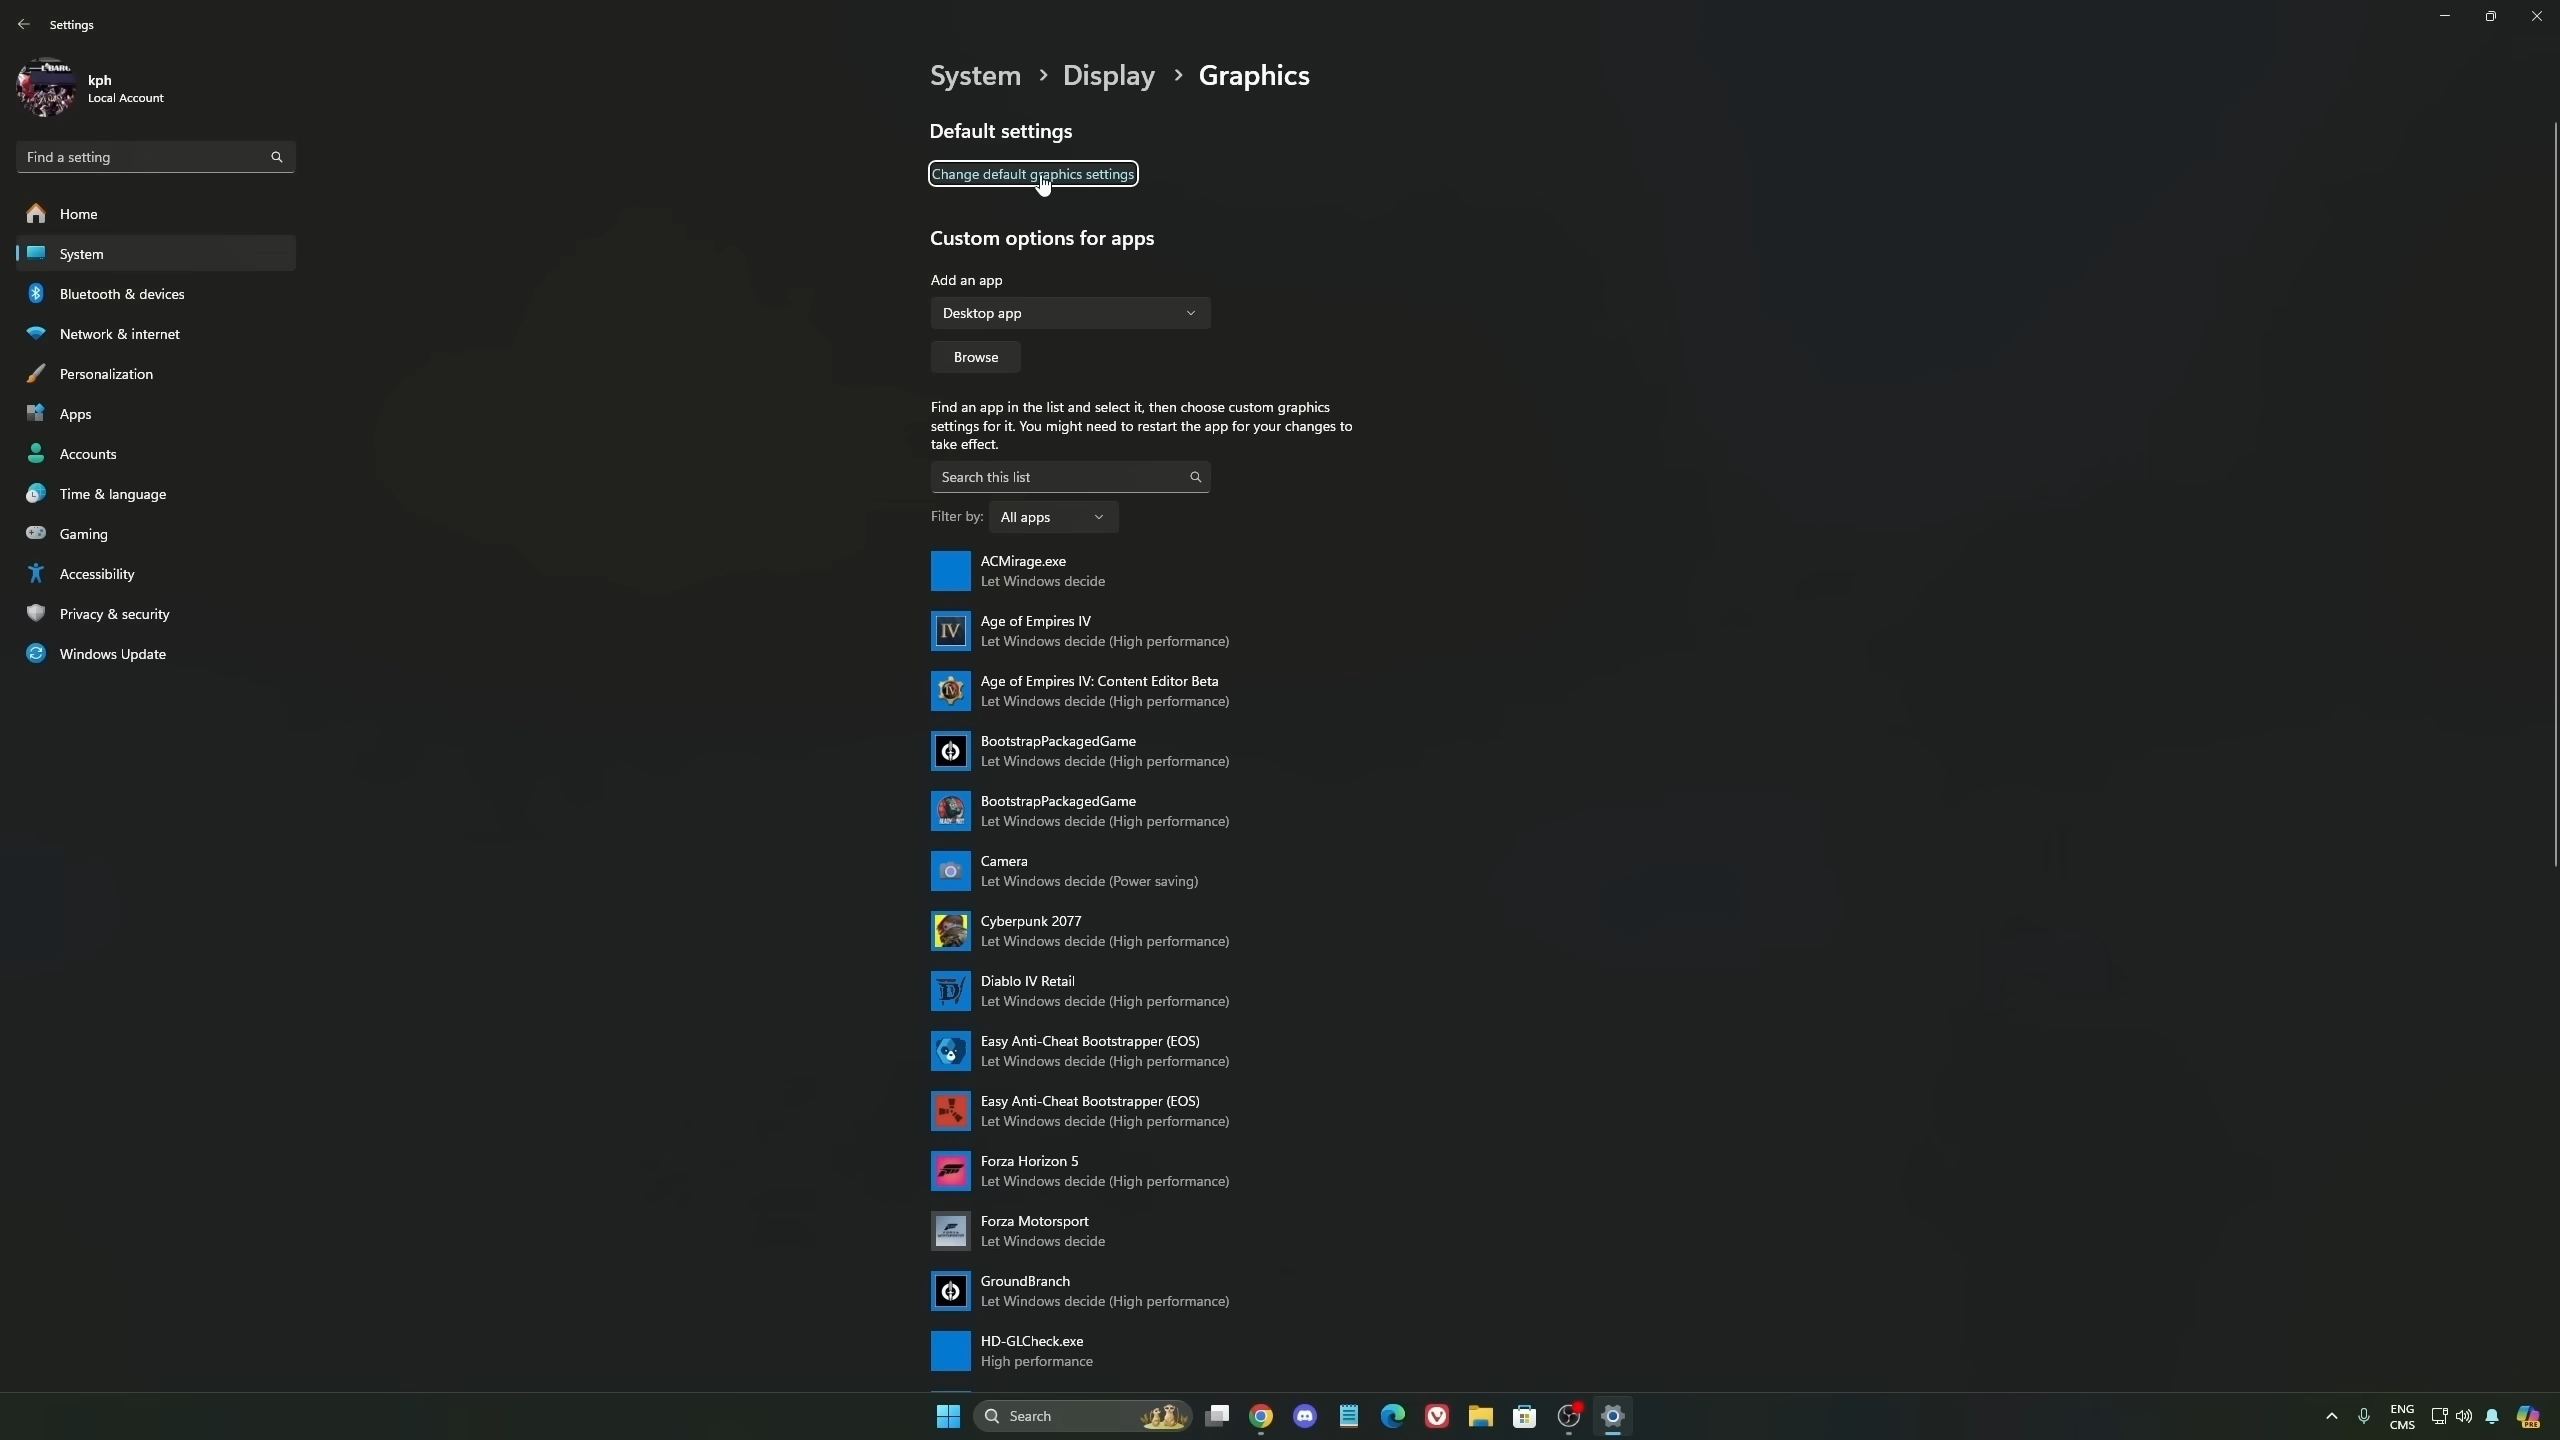 Settings
kph
Local Account
Find a setting
Home
System
Bluetooth & devices
Network & internet
Personalization
Apps
Accounts
Time & language
Gaming
Accessibility
Privacy & security
Windows Update
System > Display > Graphics
Default settings
Change default graphics settings
Custom options for apps
Add an app
Desktop app
Browse
Find an app in the list and select it, then choose custom graphics
settings for it. You might need to restart the app for your changes to
take effect.
Search this list
Filter by: All apps
ACMirage.exe
Let Windows decide
IV
Age of Empires IV
Let Windows decide (High performance)
Age of Empires IV: Content Editor Beta
Let Windows decide (High performance)
BootstrapPackagedGame
Let Windows decide (High performance)
BootstrapPackagedGame
Let Windows decide (High performance)
Camera
Let Windows decide (Power saving)
Cyberpunk 2077
Let Windows decide (High performance)
Diablo IV Retail
Let Windows decide (High performance)
Easy Anti-Cheat Bootstrapper (EOS)
Let Windows decide (High performance)
Easy Anti-Cheat Bootstrapper (EOS)
Let Windows decide (High performance)
Forza Horizon 5
Let Windows decide (High performance)
Forza Motorsport
Let Windows decide
GroundBranch
Let Windows decide (High performance)
HD-GLCheck.exe
High performance
Search
ENG
CMS
PRE